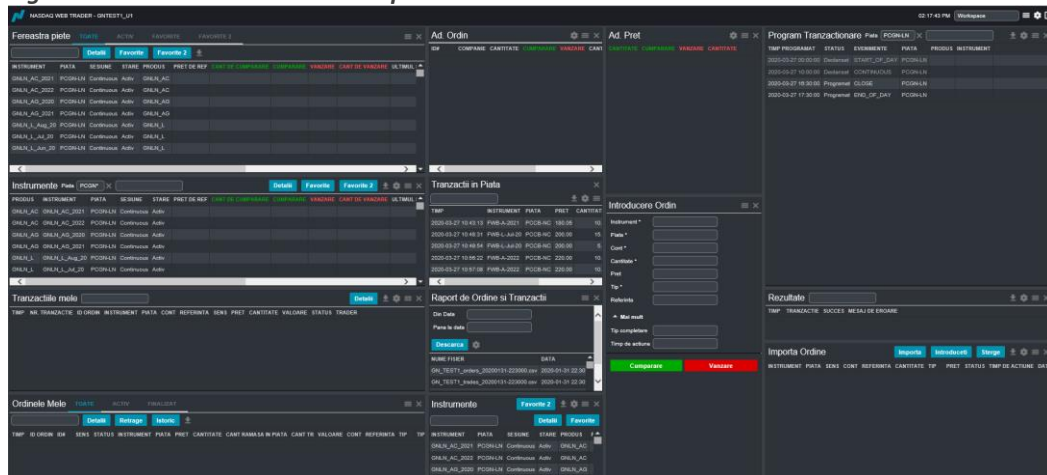 NASDAQ WEB TRADER - GNTEST1_U1
02:17:43 PM Workspace
Fereastra piete TOATE ACTIV FAVORITE FAVORITE 2
Detalii Favorite Favorite 2
INSTRUMENT PIATA SESIUNE STARE PRODUS PRET DE REF CANT DE CUMPARARE CUMPARARE VANZARE CANT DE VANZARE ULTIMUL
GNLN_AC_2021 PCGN-LN Continuous Activ GNLN_AC
GNLN_AC_2022 PCGN-LN Continuous Activ GNLN_AC
GNLN_AG_2020 PCGN-LN Continuous Activ GNLN_AG
GNLN_AG_2021 PCGN-LN Continuous Activ GNLN_AG
GNLN_L_Aug_20 PCGN-LN Continuous Activ GNLN_L
GNLN_L_Jul_20 PCGN-LN Continuous Activ GNLN_L
GNLN_L_Jun_20 PCGN-LN Continuous Activ GNLN_L
Instrumente Piata PCGN* Detalii Favorite Favorite 2
PRODUS INSTRUMENT PIATA SESIUNE STARE PRET DE REF CANT DE CUMPARARE CUMPARARE VANZARE CANT DE VANZARE ULTIMUL
GNLN_AC GNLN_AC_2021 PCGN-LN Continuous Activ
GNLN_AC GNLN_AC_2022 PCGN-LN Continuous Activ
GNLN_AG GNLN_AG_2020 PCGN-LN Continuous Activ
GNLN_AG GNLN_AG_2021 PCGN-LN Continuous Activ
GNLN_L GNLN_L_Aug_20 PCGN-LN Continuous Activ
GNLN_L GNLN_L_Jul_20 PCGN-LN Continuous Activ
Tranzactiile mele Detalii
TIMP NR. TRANZACTIE ID ORDIN INSTRUMENT PIATA CONT REFERINTA SENS PRET CANTITATE VALOARE STATUS TRADER
Ordinele Mele TOATE ACTIV FINALIZAT
Detalii Retrage Istoric
TIMP ID ORDIN ID# SENS STATUS INSTRUMENT PIATA PRET CANTITATE CANT RAMASA IN PIATA CANT TR VALOARE CONT REFERINTA TIP TIP
Ad. Ordin
ID# COMPANIE CANTITATE CUMPARARE VANZARE CANT
Tranzactii in Piata
TIMP INSTRUMENT PIATA PRET CANTITAT
2020-03-27 10:43:13 FWB-A-2021 PCCB-NC 160.05 10
2020-03-27 10:48:31 FWB-L-Jul-20 PCCB-NC 200.00 15
2020-03-27 10:48:54 FWB-L-Jul-20 PCCB-NC 200.00 5
2020-03-27 10:56:22 FWB-A-2022 PCCB-NC 220.00 10
2020-03-27 10:57:08 FWB-A-2022 PCCB-NC 220.00 10
Raport de Ordine si Tranzactii
Din Data
Pana la data
Descarca
NUME FISIER DATA
GN_TEST1_orders_20200131-223000.csv 2020-01-31 22:30
GN_TEST1_trades_20200131-223000.csv 2020-01-31 22:30
Instrumente Favorite 2
Detalii Favorite
INSTRUMENT PIATA SESIUNE STARE PRODUS
GNLN_AC_2021 PCGN-LN Continuous Activ GNLN_AC
GNLN_AC_2022 PCGN-LN Continuous Activ GNLN_AC
GNLN_AG_2020 PCGN-LN Continuous Activ GNLN_AG
Ad. Pret
CANTITATE CUMPARARE VANZARE CANTITATE
Introducere Ordin
Instrument *
Piata *
Cont *
Cantitate *
Pret
Tip *
Referinta
Mai mult
Tip completare
Timp de actiune
Cumparare Vanzare
Program Tranzactionare Piata PCGN-LN
TIMP PROGRAMAT STATUS EVENIMENTE PIATA PRODUS INSTRUMENT
2020-03-27 00:00:00 Declansat START_OF_DAY PCGN-LN
2020-03-27 10:00:00 Declansat CONTINUOUS PCGN-LN
2020-03-27 16:30:00 Programat CLOSE PCGN-LN
2020-03-27 17:30:00 Programat END_OF_DAY PCGN-LN
Rezultate
TIMP TRANZACTIE SUCCES MESAJ DE EROARE
Importa Ordine Importa Introduceti Sterge
INSTRUMENT PIATA SENS CONT REFERINTA CANTITATE TIP PRET STATUS TIMP DE ACTIUNE DAT